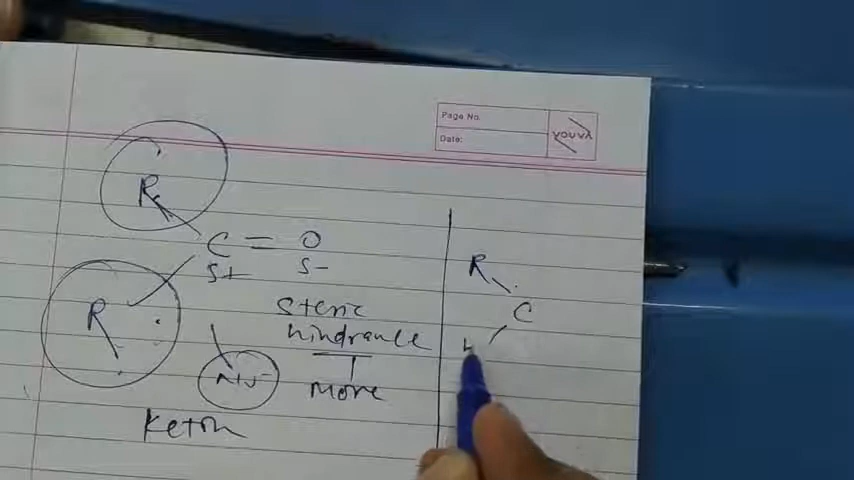 Page No.
Date:
YOUVA
R
C = O
δ+ δ-
R
Steric
hindrance
Nu-
More
Keton
R
C
H